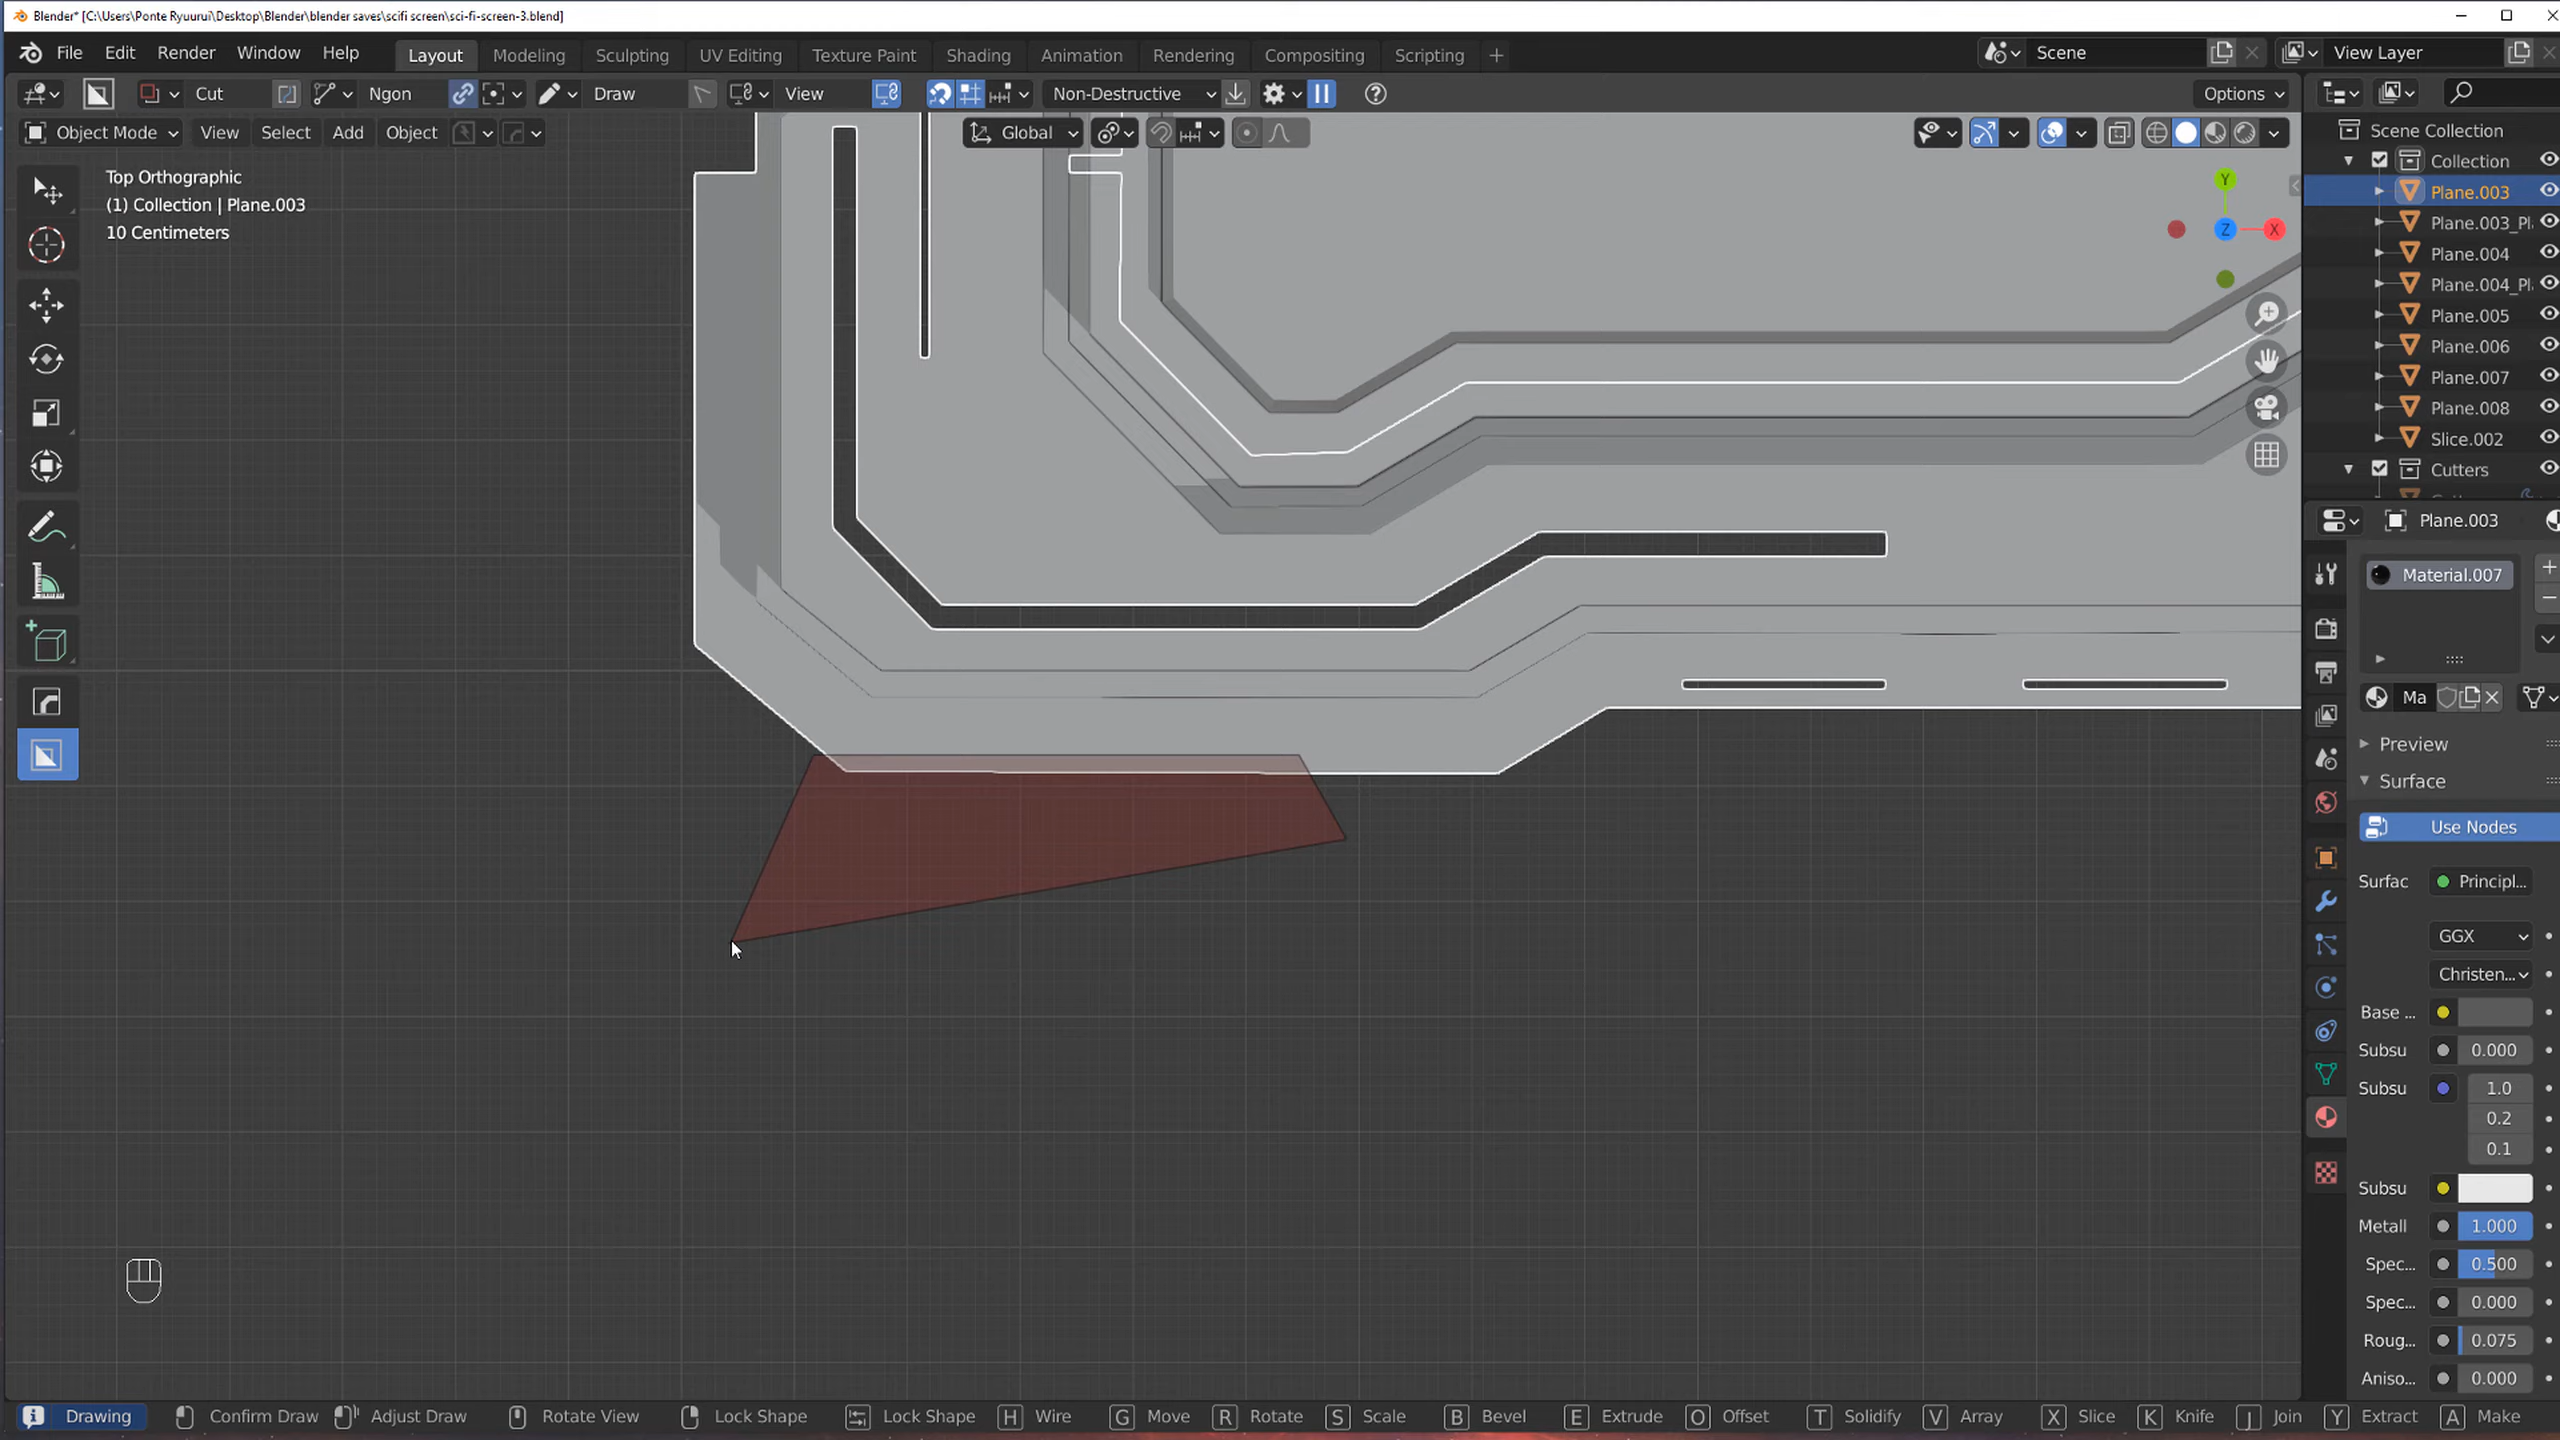 Blender* [C:\Users\Ponte Ryuurui\Desktop\Blender\blender saves\scifi screen\sci-fi-screen-3.blend]
File Edit Render Window Help Layout Modeling Sculpting UV Editing Texture Paint Shading Animation Rendering Compositing Scripting + Scene View Layer
Cut Ngon Draw View Non-Destructive Options
Object Mode View Select Add Object Global
Scene Collection
Collection
Plane.003
Plane.003_Pl
Plane.004
Plane.004_Pl
Plane.005
Plane.006
Plane.007
Plane.008
Slice.002
Cutters
Top Orthographic
(1) Collection | Plane.003
10 Centimeters
Y
Z
X
Plane.003
Material.007
Ma
Preview
Surface
Use Nodes
Surfac Principl...
GGX
Christen...
Base ...
Subsu 0.000
Subsu 1.0
0.2
0.1
Subsu
Metall 1.000
Spec... 0.500
Spec... 0.000
Roug... 0.075
Aniso... 0.000
Drawing Confirm Draw Adjust Draw Rotate View Lock Shape Lock Shape H Wire G Move R Rotate S Scale B Bevel E Extrude O Offset T Solidify V Array X Slice K Knife J Join Y Extract A Make